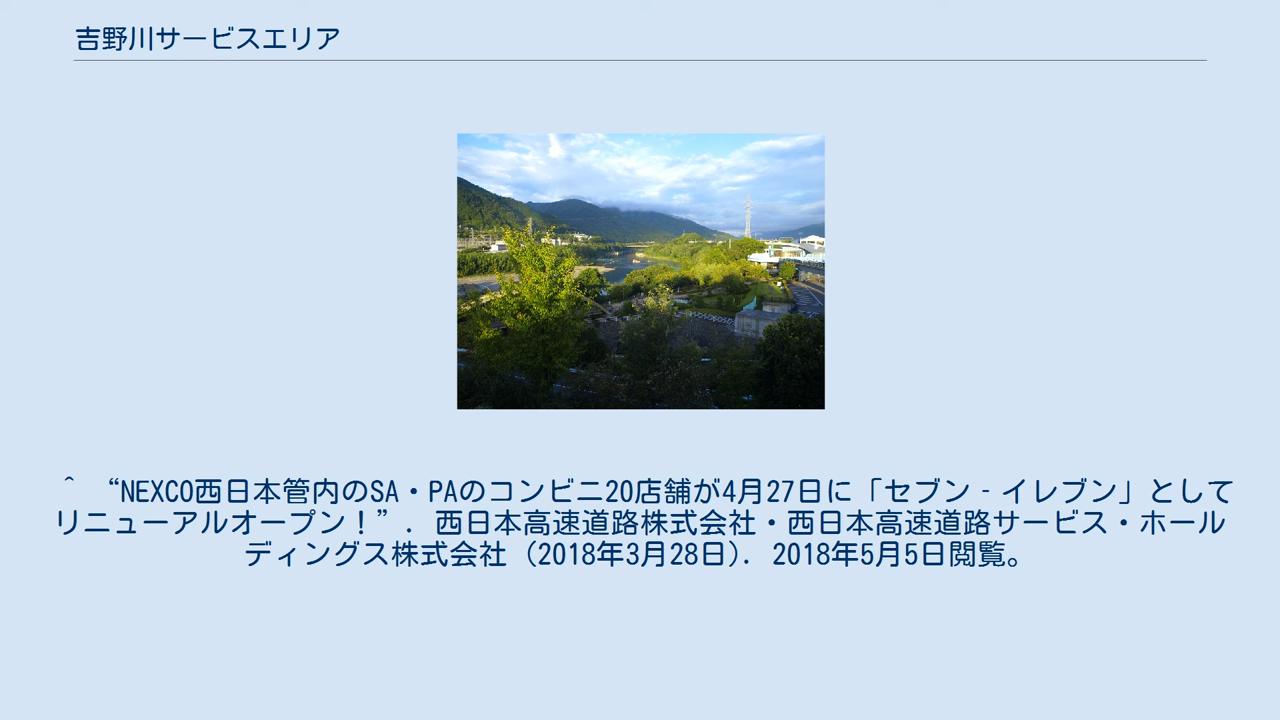 吉野川サービスエリア
^ “NEXCO西日本管内のSA・PAのコンビニ20店舗が4月27日に「セブン‐イレブン」として
リニューアルオープン！”. 西日本高速道路株式会社・西日本高速道路サービス・ホール
ディングス株式会社 (2018年3月28日). 2018年5月5日閲覧。